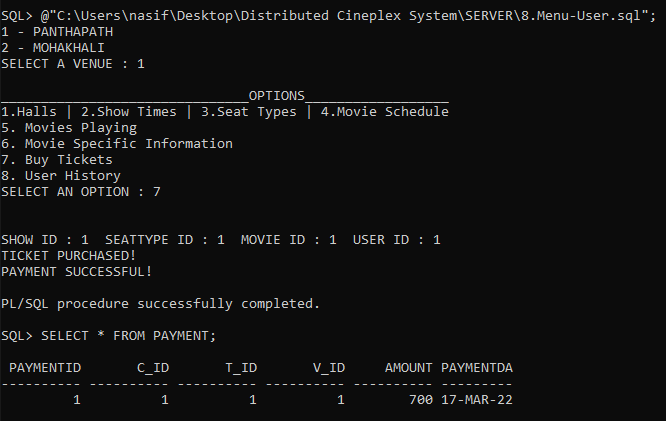 SQL> @"C:\Users\nasif\Desktop\Distributed Cineplex System\SERVER\8.Menu-User.sql";
1 - PANTHAPATH
2 - MOHAKHALI
SELECT A VENUE : 1
_______________________________OPTIONS__________________
1.Halls | 2.Show Times | 3.Seat Types | 4.Movie Schedule
5. Movies Playing
6. Movie Specific Information
7. Buy Tickets
8. User History
SELECT AN OPTION : 7
SHOW ID : 1  SEATTYPE ID : 1  MOVIE ID : 1  USER ID : 1
TICKET PURCHASED!
PAYMENT SUCCESSFUL!
PL/SQL procedure successfully completed.
SQL> SELECT * FROM PAYMENT;
 PAYMENTID       C_ID       T_ID       V_ID     AMOUNT PAYMENTDA
---------- ---------- ---------- ---------- ---------- ---------
         1          1          1          1        700 17-MAR-22